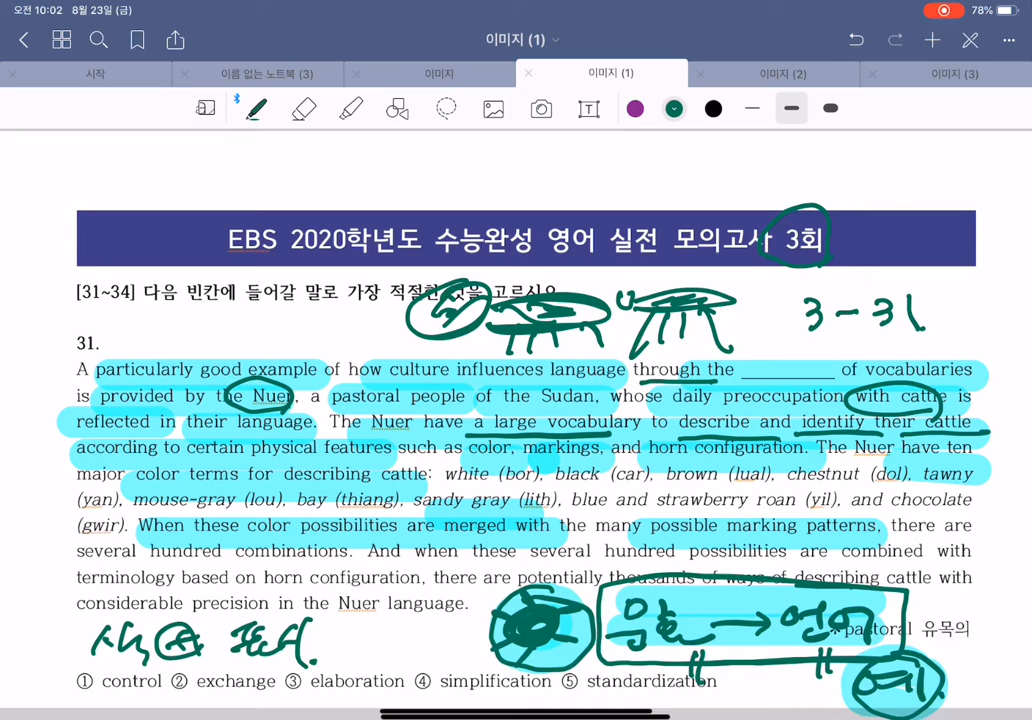 오전 10:02 8월 23일 (금) 78%
이미지 (1)
시작 이름 없는 노트북 (3) 이미지 이미지 (1) 이미지 (2) 이미지 (3)
EBS 2020학년도 수능완성 영어 실전 모의고사 3회
[31~34] 다음 빈칸에 들어갈 말로 가장 적절한 것을 고르시오
3-31
31.
A particularly good example of how culture influences language through the __________ of vocabularies
is provided by the Nuer, a pastoral people of the Sudan, whose daily preoccupation with cattle is
reflected in their language. The Nuer have a large vocabulary to describe and identify their cattle
according to certain physical features such as color, markings, and horn configuration. The Nuer have ten
major color terms for describing cattle: white (bor), black (car), brown (lual), chestnut (dol), tawny
(yan), mouse-gray (lou), bay (thiang), sandy gray (lith), blue and strawberry roan (yil), and chocolate
(gwir). When these color possibilities are merged with the many possible marking patterns, there are
several hundred combinations. And when these several hundred possibilities are combined with
terminology based on horn configuration, there are potentially thousands of ways of describing cattle with
considerable precision in the Nuer language.
문화 → 언어
*pastoral 유목의
① control ② exchange ③ elaboration ④ simplification ⑤ standardization